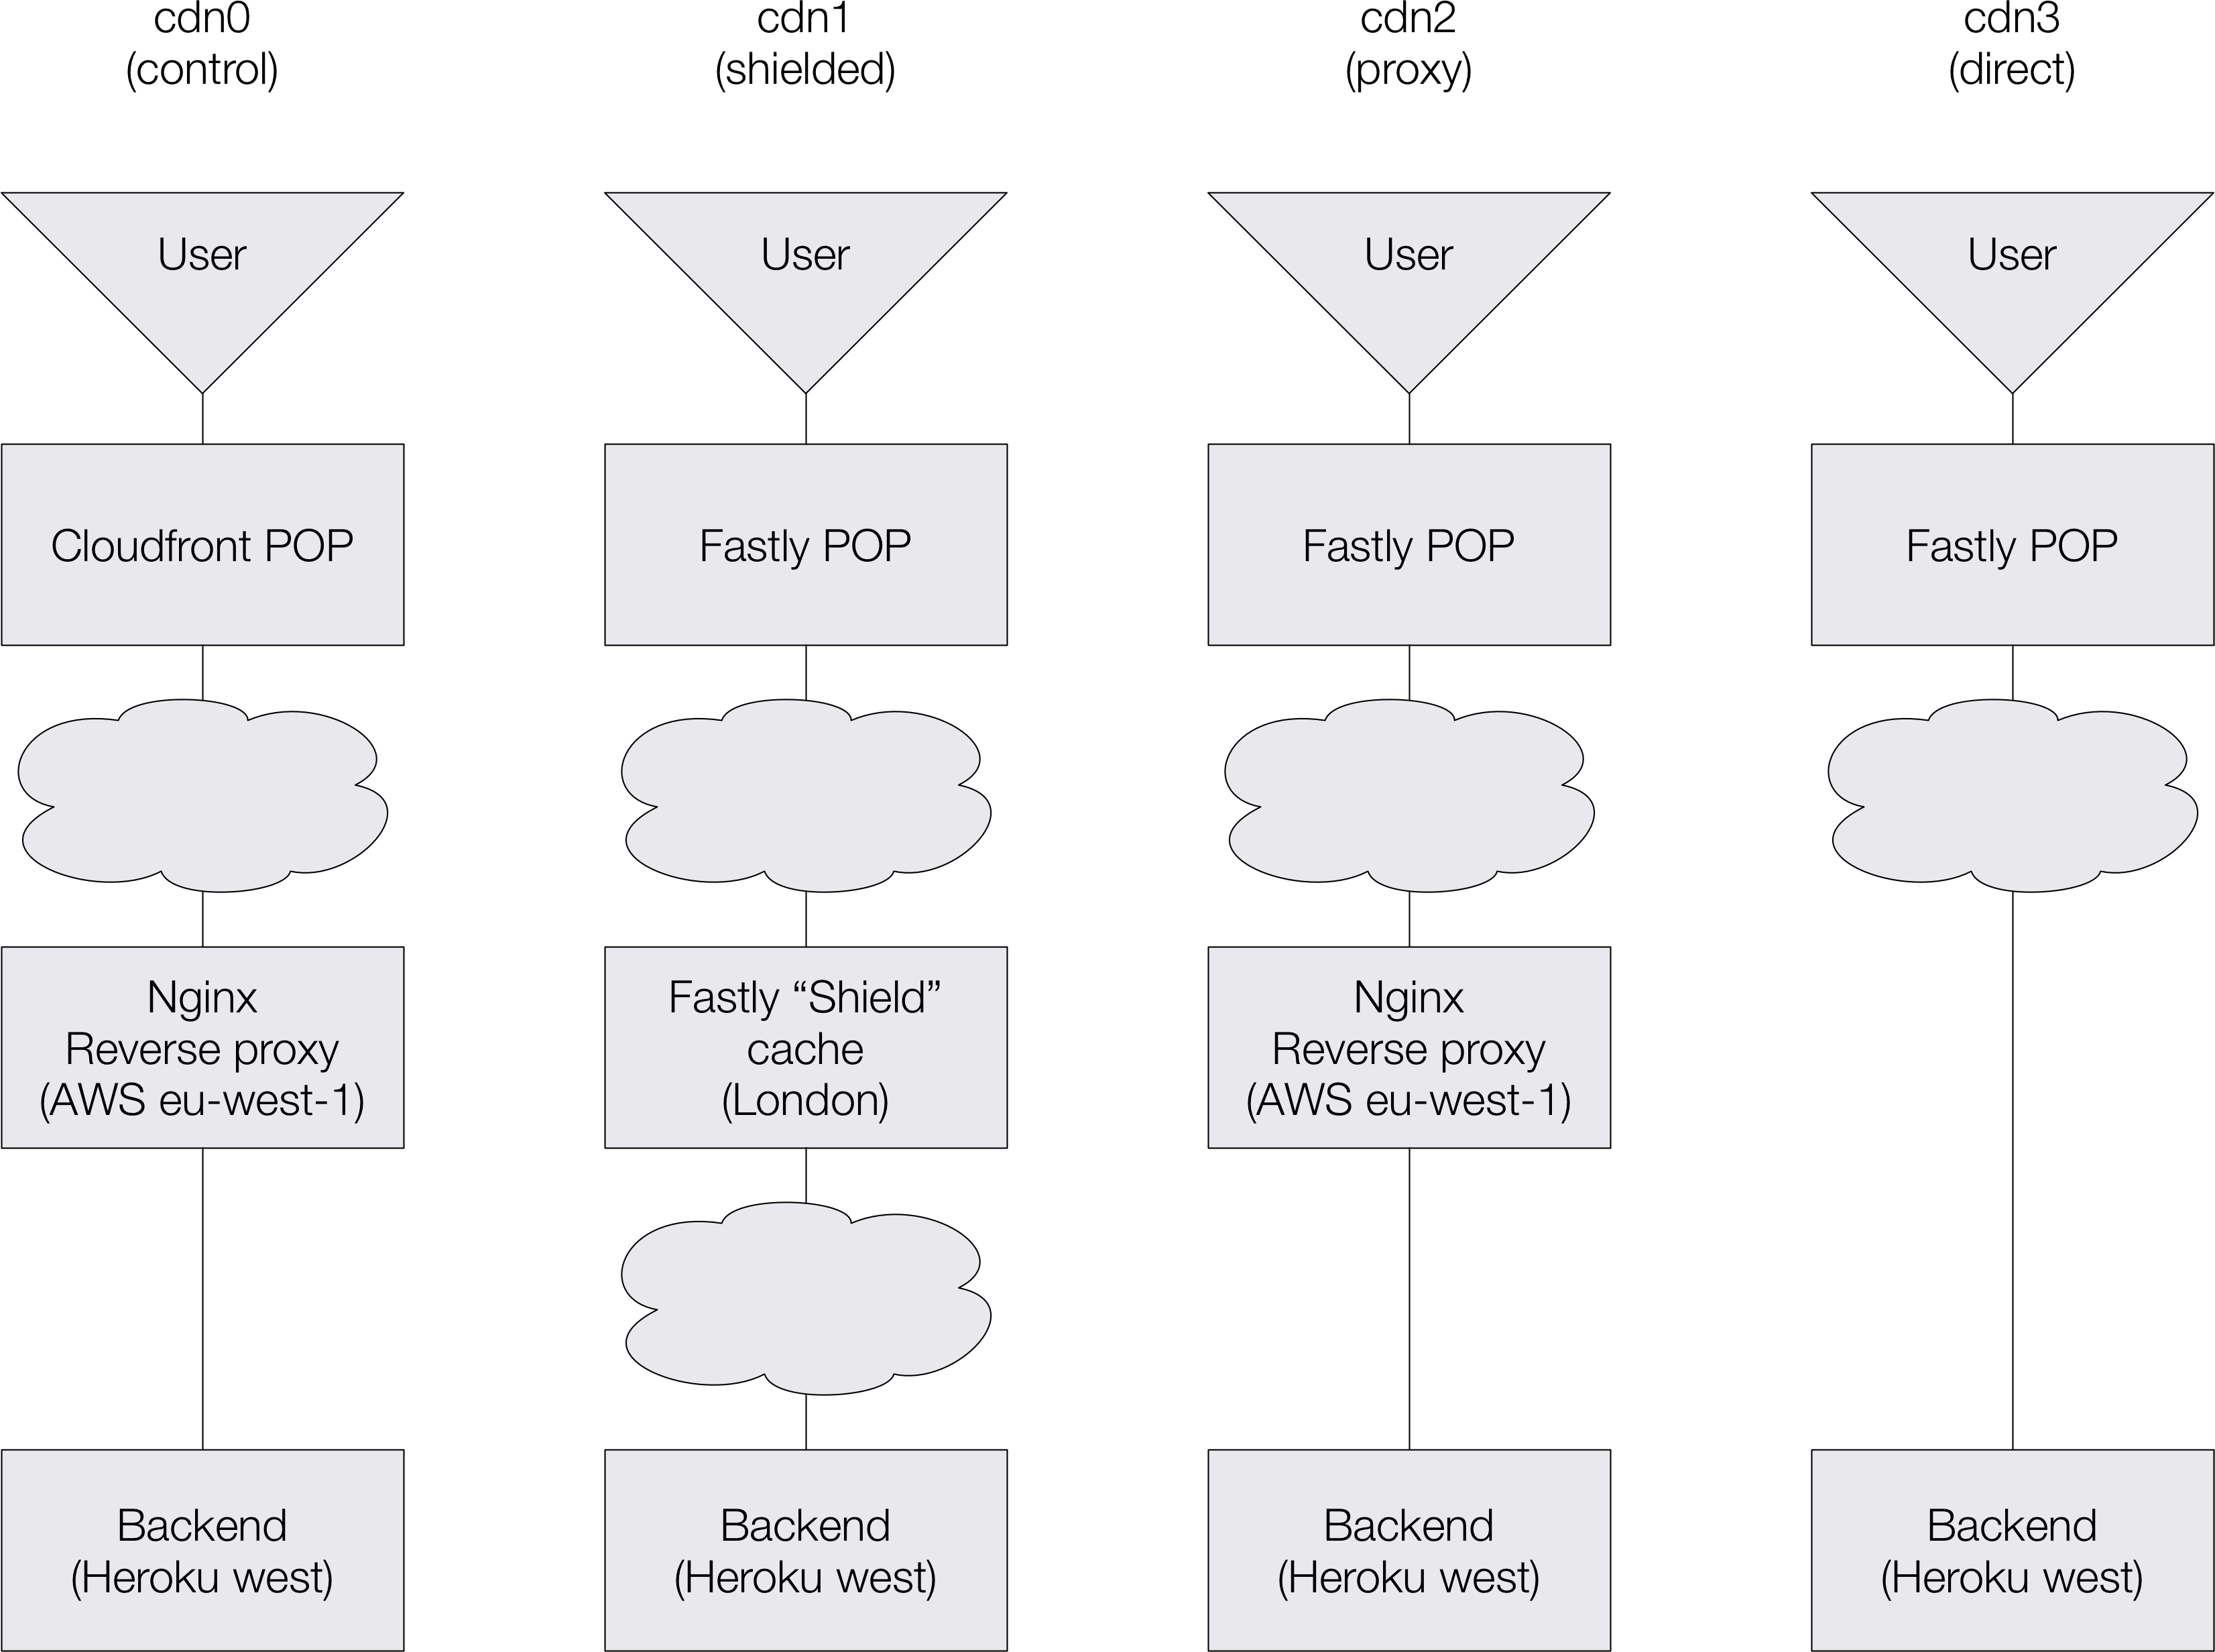 cdn0
(control)
cdn1
(shielded)
cdn2
(proxy)
cdn3
(direct)
User
User
User
User
Cloudfront POP
Fastly POP
Fastly POP
Fastly POP
Nginx
Reverse proxy
(AWS eu-west-1)
Fastly “Shield”
cache
(London)
Nginx
Reverse proxy
(AWS eu-west-1)
Backend
(Heroku west)
Backend
(Heroku west)
Backend
(Heroku west)
Backend
(Heroku west)